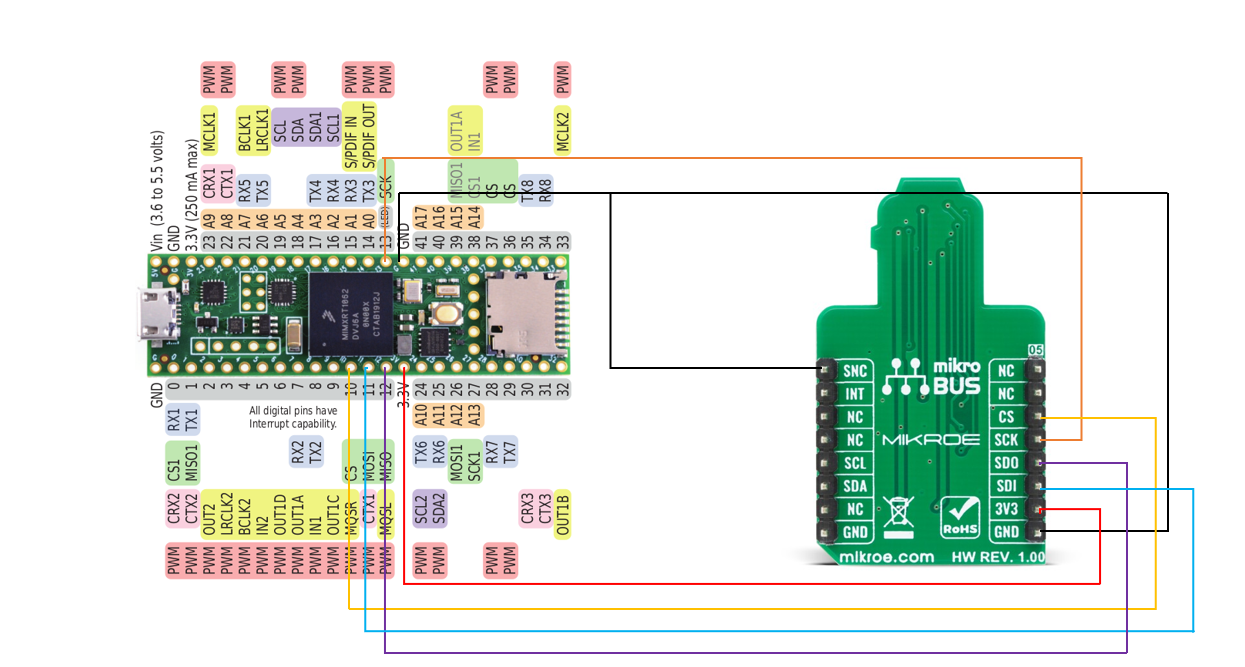 PWM PWM PWM PWM PWM PWM PWM PWM PWM PWM
MCLK1 BCLK1 LRCLK1 SCL SDA SDA1 SCL1 S/PDIF IN S/PDIF OUT OUT1A IN1 MCLK2
CRX1 CTX1 RX5 TX5 TX4 RX4 RX3 TX3 SCK MISO1 CS1 CS CS TX8 RX8
A9 A8 A7 A6 A5 A4 A3 A2 A1 A0 (LED) A17 A16 A15 A14
Vin (3.6 to 5.5 volts)
GND
3.3V (250 mA max)
23 22 21 20 19 18 17 16 15 14 13 GND 41 40 39 38 37 36 35 34 33
MIMXRT1062
DVJ6A
CTAB1912J
GND 0 1 2 3 4 5 6 7 8 9 10 11 12 3.3V 24 25 26 27 28 29 30 31 32
All digital pins have
Interrupt capability.
A10 A11 A12 A13
RX1 TX1 RX2 TX2 TX6 RX6 RX7 TX7
CS1 MISO1 CS MOSI MISO MOSI1 SCK1
CRX2 CTX2 OUT2 LRCLK2 BCLK2 IN2 OUT1D OUT1A IN1 OUT1C MQSR CTX1 MQSL SCL2 SDA2 CRX3 CTX3 OUT1B
PWM PWM PWM PWM PWM PWM PWM PWM PWM PWM PWM PWM PWM PWM PWM PWM PWM
05
mikro
BUS
SNC NC
INT NC
NC CS
NC MIKROE SCK
SCL SDO
SDA SDI
NC RoHS 3V3
GND GND
mikroe.com HW REV. 1.00